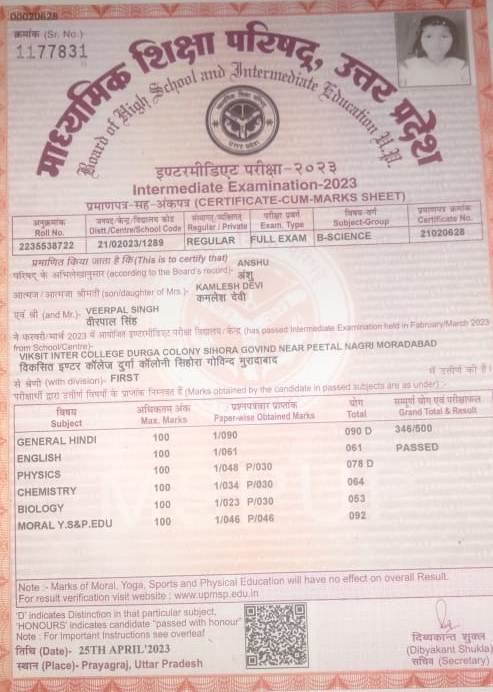 00020628
क्रमांक (Sr. No.)
1177831
माध्यमिक शिक्षा परिषद्, उत्तर प्रदेश
Board of High School and Intermediate Education U.P.
इण्टरमीडिएट परीक्षा-२०२३
Intermediate Examination-2023
प्रमाणपत्र-सह-अंकपत्र (CERTIFICATE-CUM-MARKS SHEET)
अनुक्रमांक जनपद/केन्द्र/विद्यालय कोड संस्थागत/व्यक्तिगत परीक्षा प्रकार विषय-वर्ग प्रमाणपत्र क्रमांक
Roll No. Distt./Centre/School Code Regular / Private Exam. Type Subject-Group Certificate No.
2235538722 21/02023/1289 REGULAR FULL EXAM B-SCIENCE 21020628
प्रमाणित किया जाता है कि (This is to certify that) ANSHU
परिषद् के अभिलेखानुसार (according to the Board's record)- अंशु
आत्मज / आत्मजा श्रीमती (son/daughter of Mrs.)- KAMLESH DEVI
कमलेश देवी
एवं श्री (and Mr.)- VEERPAL SINGH
वीरपाल सिंह
ने फरवरी/मार्च 2023 में आयोजित इण्टरमीडिएट परीक्षा विद्यालय/केन्द्र (has passed Intermediate Examination held in Fabruary/March 2023
from School/Centre)-
VIKSIT INTER COLLEGE DURGA COLONY SIHORA GOVIND NEAR PEETAL NAGRI MORADABAD
विकसित इण्टर कॉलेज दुर्गा कॉलोनी सिहोरा गोविन्द मुरादाबाद
से श्रेणी (with division)- FIRST में उत्तीर्ण की है।
परीक्षार्थी द्वारा उत्तीर्ण विषयों के प्राप्तांक निम्नवत हैं (Marks obtained by the candidate in passed subjects are as under) :-
विषय अधिकतम अंक प्रश्नपत्रवार प्राप्तांक योग सम्पूर्ण योग एवं परीक्षाफल
Subject Max. Marks Paper-wise Obtained Marks Total Grand Total & Result
GENERAL HINDI 100 1/090 090 D 346/500
ENGLISH 100 1/061 061 PASSED
PHYSICS 100 1/048 P/030 078 D
CHEMISTRY 100 1/034 P/030 064
BIOLOGY 100 1/023 P/030 053
MORAL Y.S&P.EDU 100 1/046 P/046 092
Note :- Marks of Moral, Yoga, Sports and Physical Education will have no effect on overall Result.
For result verification visit website : www.upmsp.edu.in
'D' indicates Distinction in that particular subject,
'HONOURS' indicates candidate "passed with honour"
Note : For Important Instructions see overleaf
तिथि (Date)- 25TH APRIL'2023
स्थान (Place)- Prayagraj, Uttar Pradesh
दिब्यकान्त शुक्ल
(Dibyakant Shukla)
सचिव (Secretary)